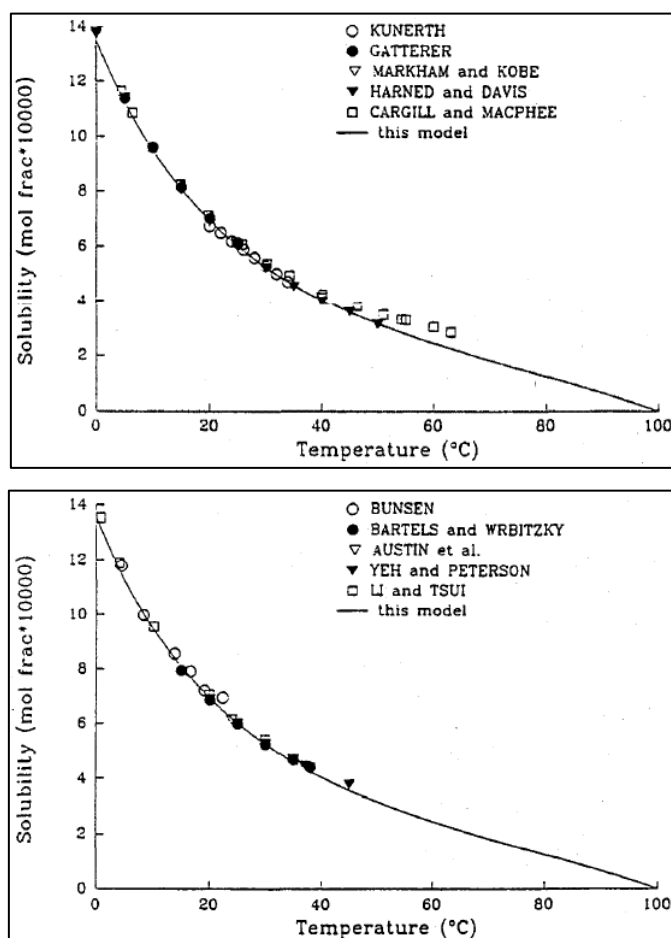 14
12
10
8
6
4
2
0
Solubility (mol frac*10000)
KUNERTH
GATTERER
MARKHAM and KOBE
HARNED and DAVIS
CARGILL and MACPHEE
this model
0 20 40 60 80 100
Temperature (°C)
14
12
10
8
6
4
2
0
Solubility (mol frac*10000)
BUNSEN
BARTELS and WRBITZKY
AUSTIN et al.
YEH and PETERSON
LI and TSUI
this model
0 20 40 60 80 100
Temperature (°C)